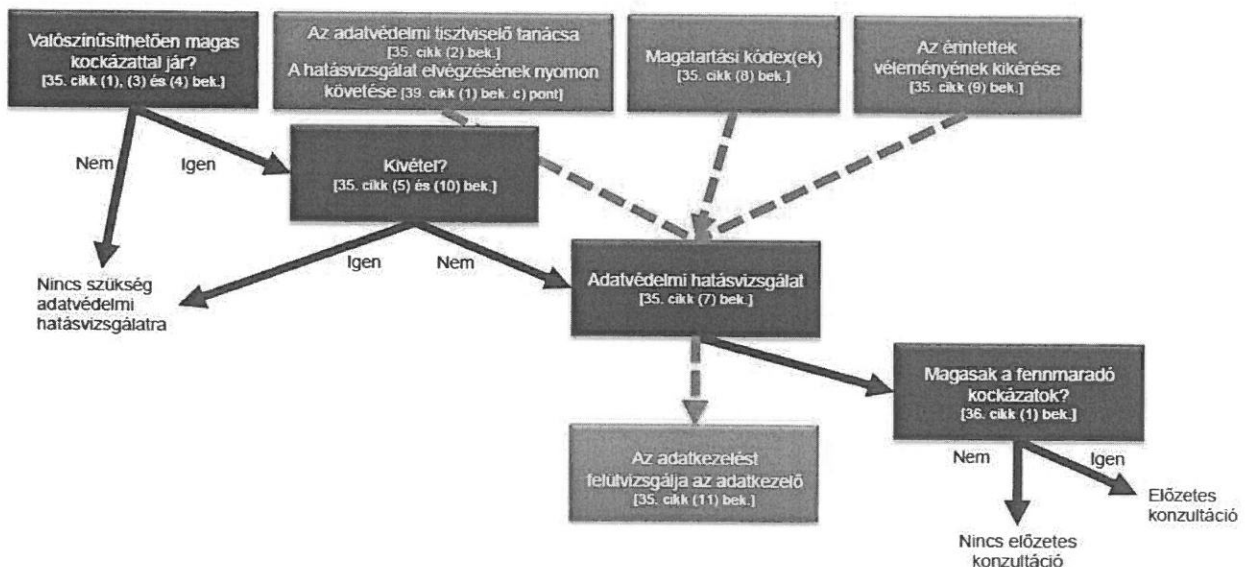 Valószínűsíthetően magas
kockázattal jár?
[35. cikk (1), (3) és (4) bek.]
Az adatvédelmi tisztviselő tanácsa
[35. cikk (2) bek.]
A hatásvizsgálat elvégzésének nyomon
követése [39. cikk (1) bek. c) pont]
Magatartási kódex(ek)
[35. cikk (8) bek.]
Az érintettek
véleményének kikérése
[35. cikk (9) bek.]
Nem
Igen
Kivétel?
[35. cikk (5) és (10) bek.]
Igen
Nem
Nincs szükség
adatvédelmi
hatásvizsgálatra
Adatvédelmi hatásvizsgálat
[35. cikk (7) bek.]
Magasak a fennmaradó
kockázatok?
[36. cikk (1) bek.]
Az adatkezelést
felülvizsgálja az adatkezelő
[35. cikk (11) bek.]
Nem
Igen
Előzetes
konzultáció
Nincs előzetes
konzultáció